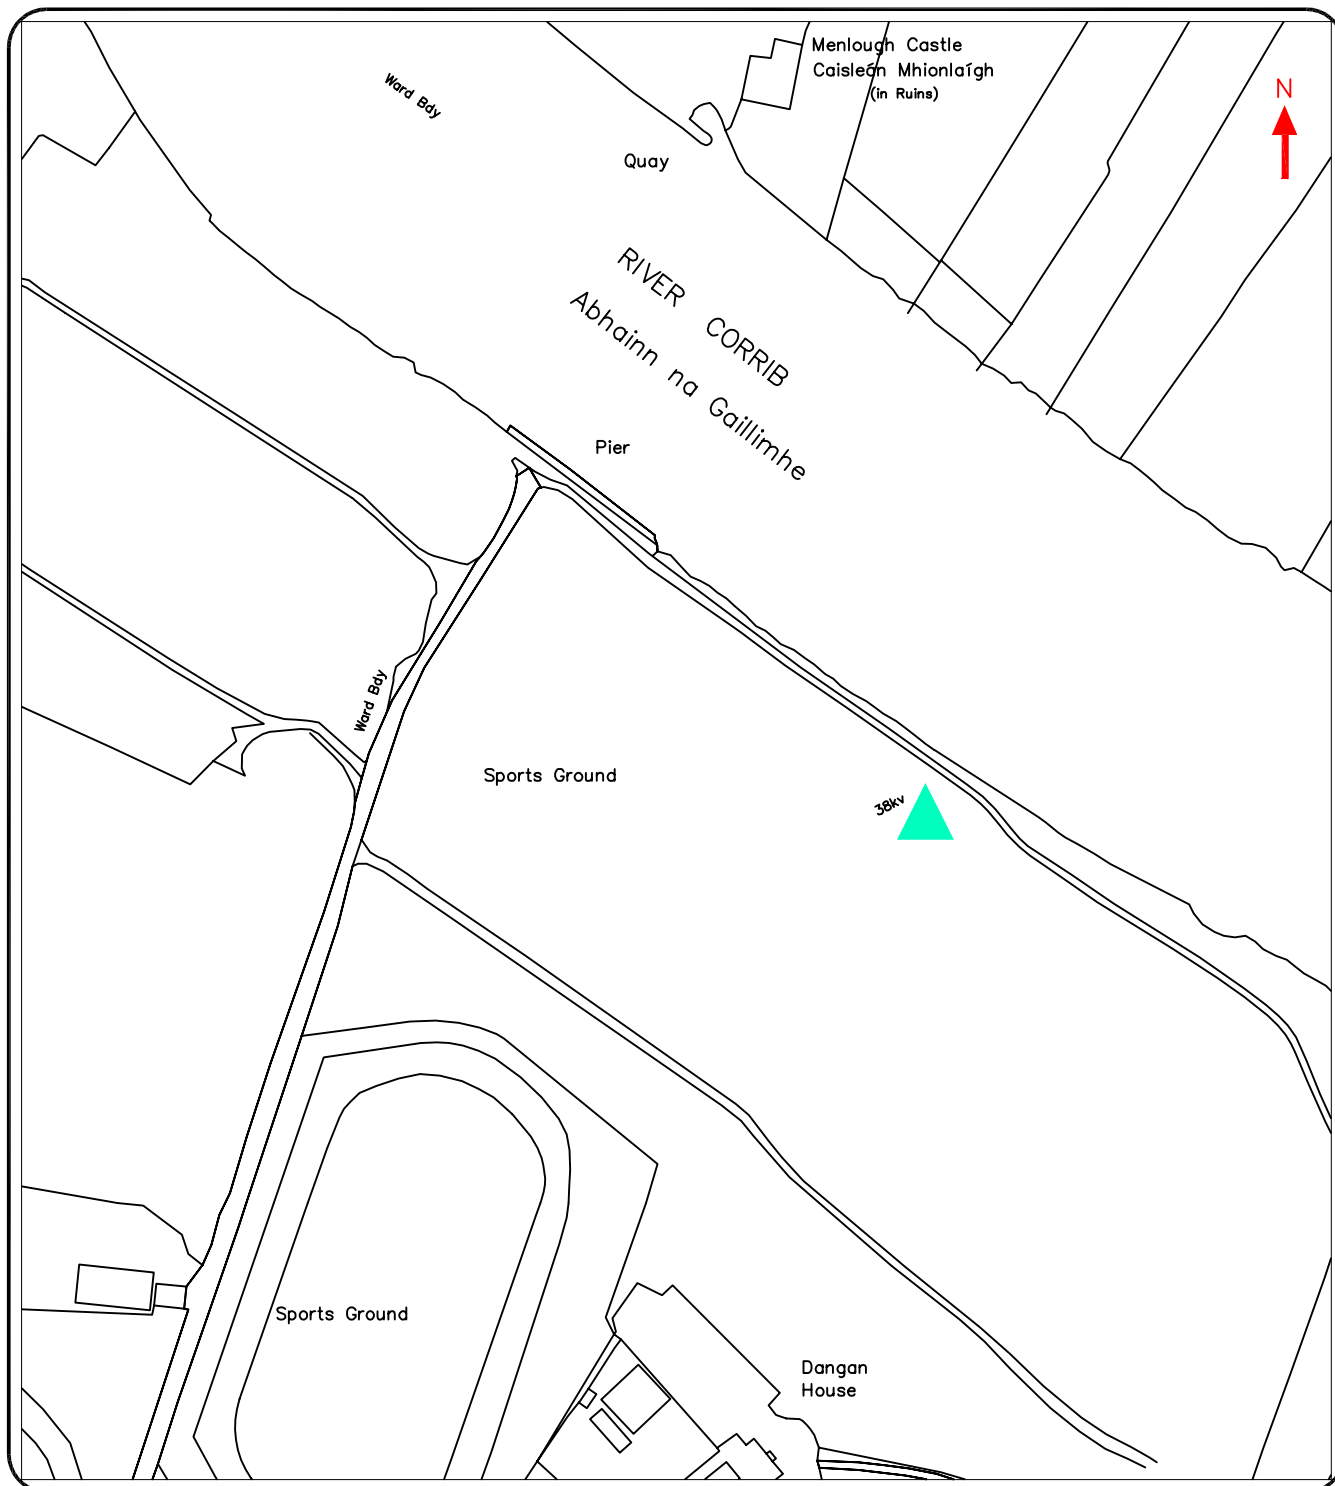 Menlough Castle
Caisleán Mhionlaígh
(in Ruins)
N
Ward Bdy
Quay
RIVER CORRIB
Abhainn na Gaillimhe
Pier
Ward Bdy
Sports Ground
38kv
Sports Ground
Dangan
House